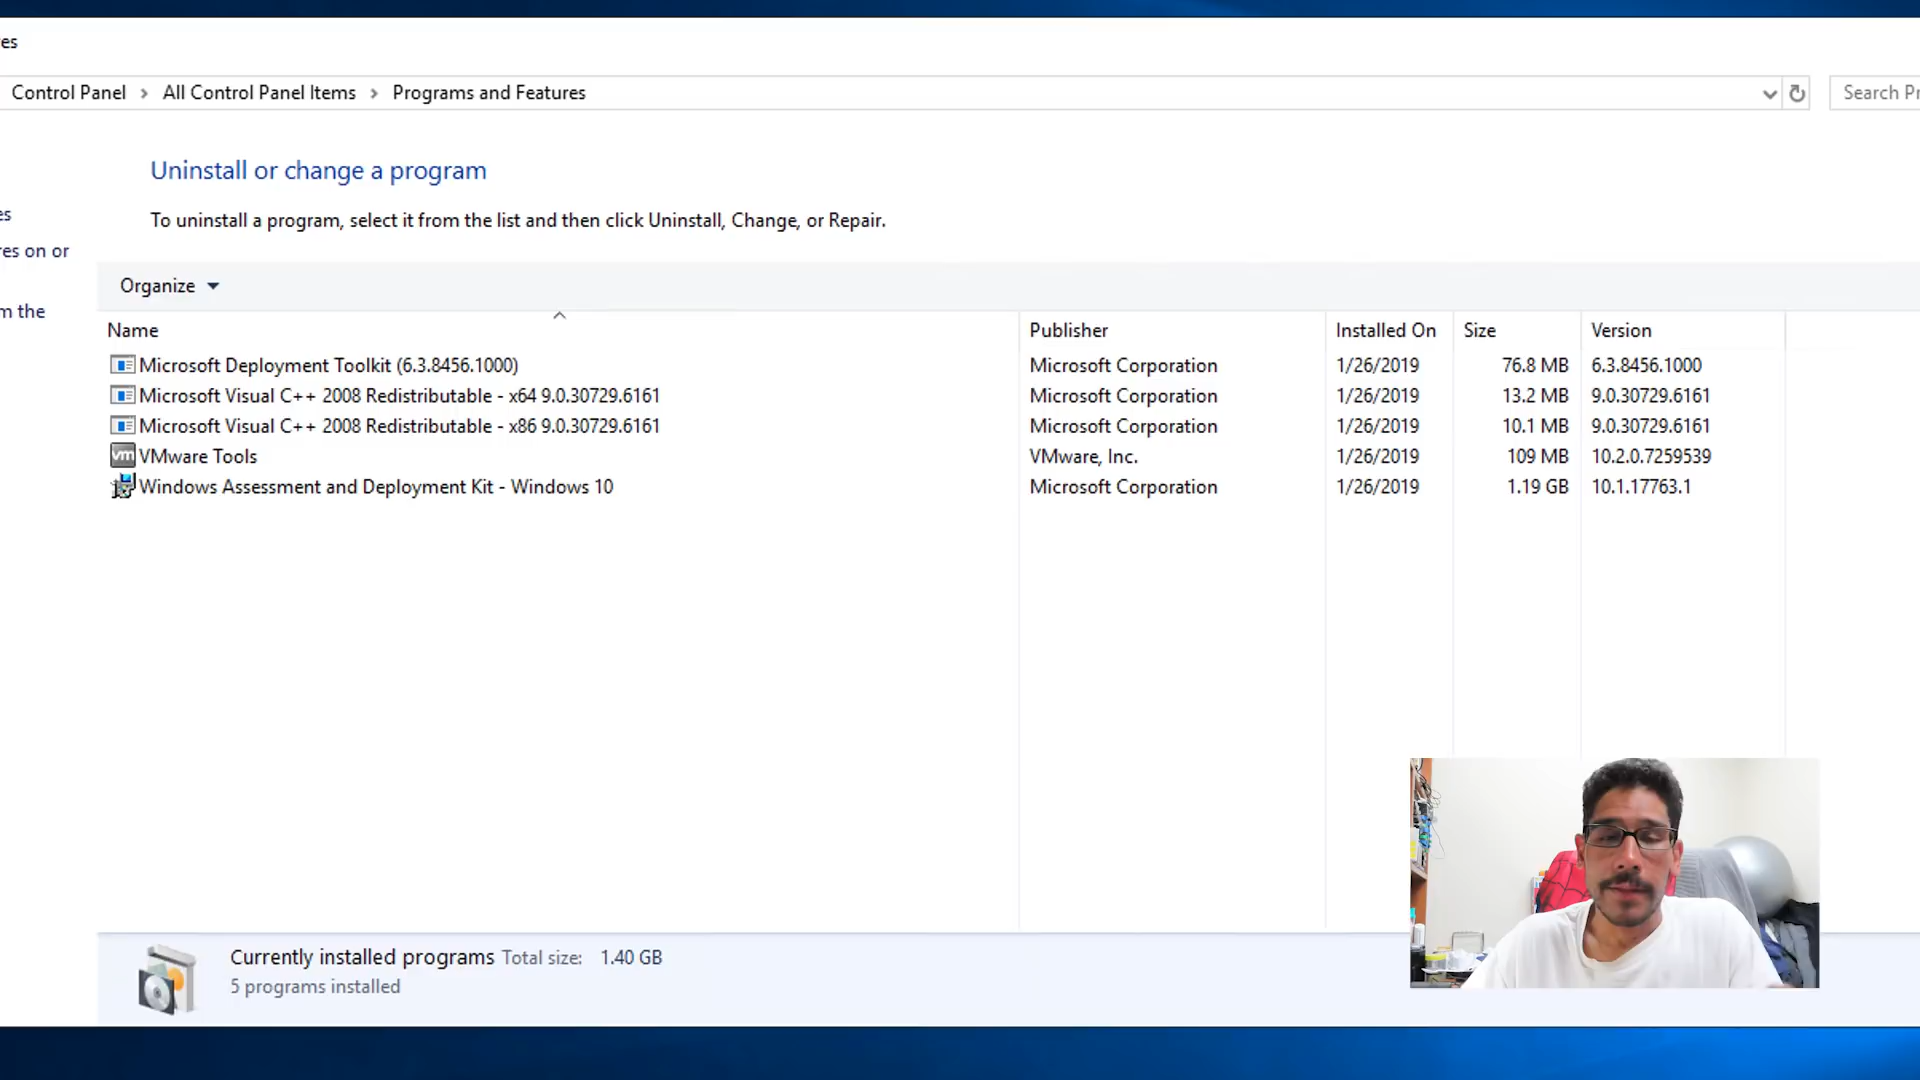 es
Control Panel > All Control Panel Items > Programs and Features
Search Pr
Uninstall or change a program
es
To uninstall a program, select it from the list and then click Uninstall, Change, or Repair.
res on or
Organize
m the
Name Publisher Installed On Size Version
Microsoft Deployment Toolkit (6.3.8456.1000) Microsoft Corporation 1/26/2019 76.8 MB 6.3.8456.1000
Microsoft Visual C++ 2008 Redistributable - x64 9.0.30729.6161 Microsoft Corporation 1/26/2019 13.2 MB 9.0.30729.6161
Microsoft Visual C++ 2008 Redistributable - x86 9.0.30729.6161 Microsoft Corporation 1/26/2019 10.1 MB 9.0.30729.6161
vm VMware Tools VMware, Inc. 1/26/2019 109 MB 10.2.0.7259539
Windows Assessment and Deployment Kit - Windows 10 Microsoft Corporation 1/26/2019 1.19 GB 10.1.17763.1
Currently installed programs Total size: 1.40 GB
5 programs installed